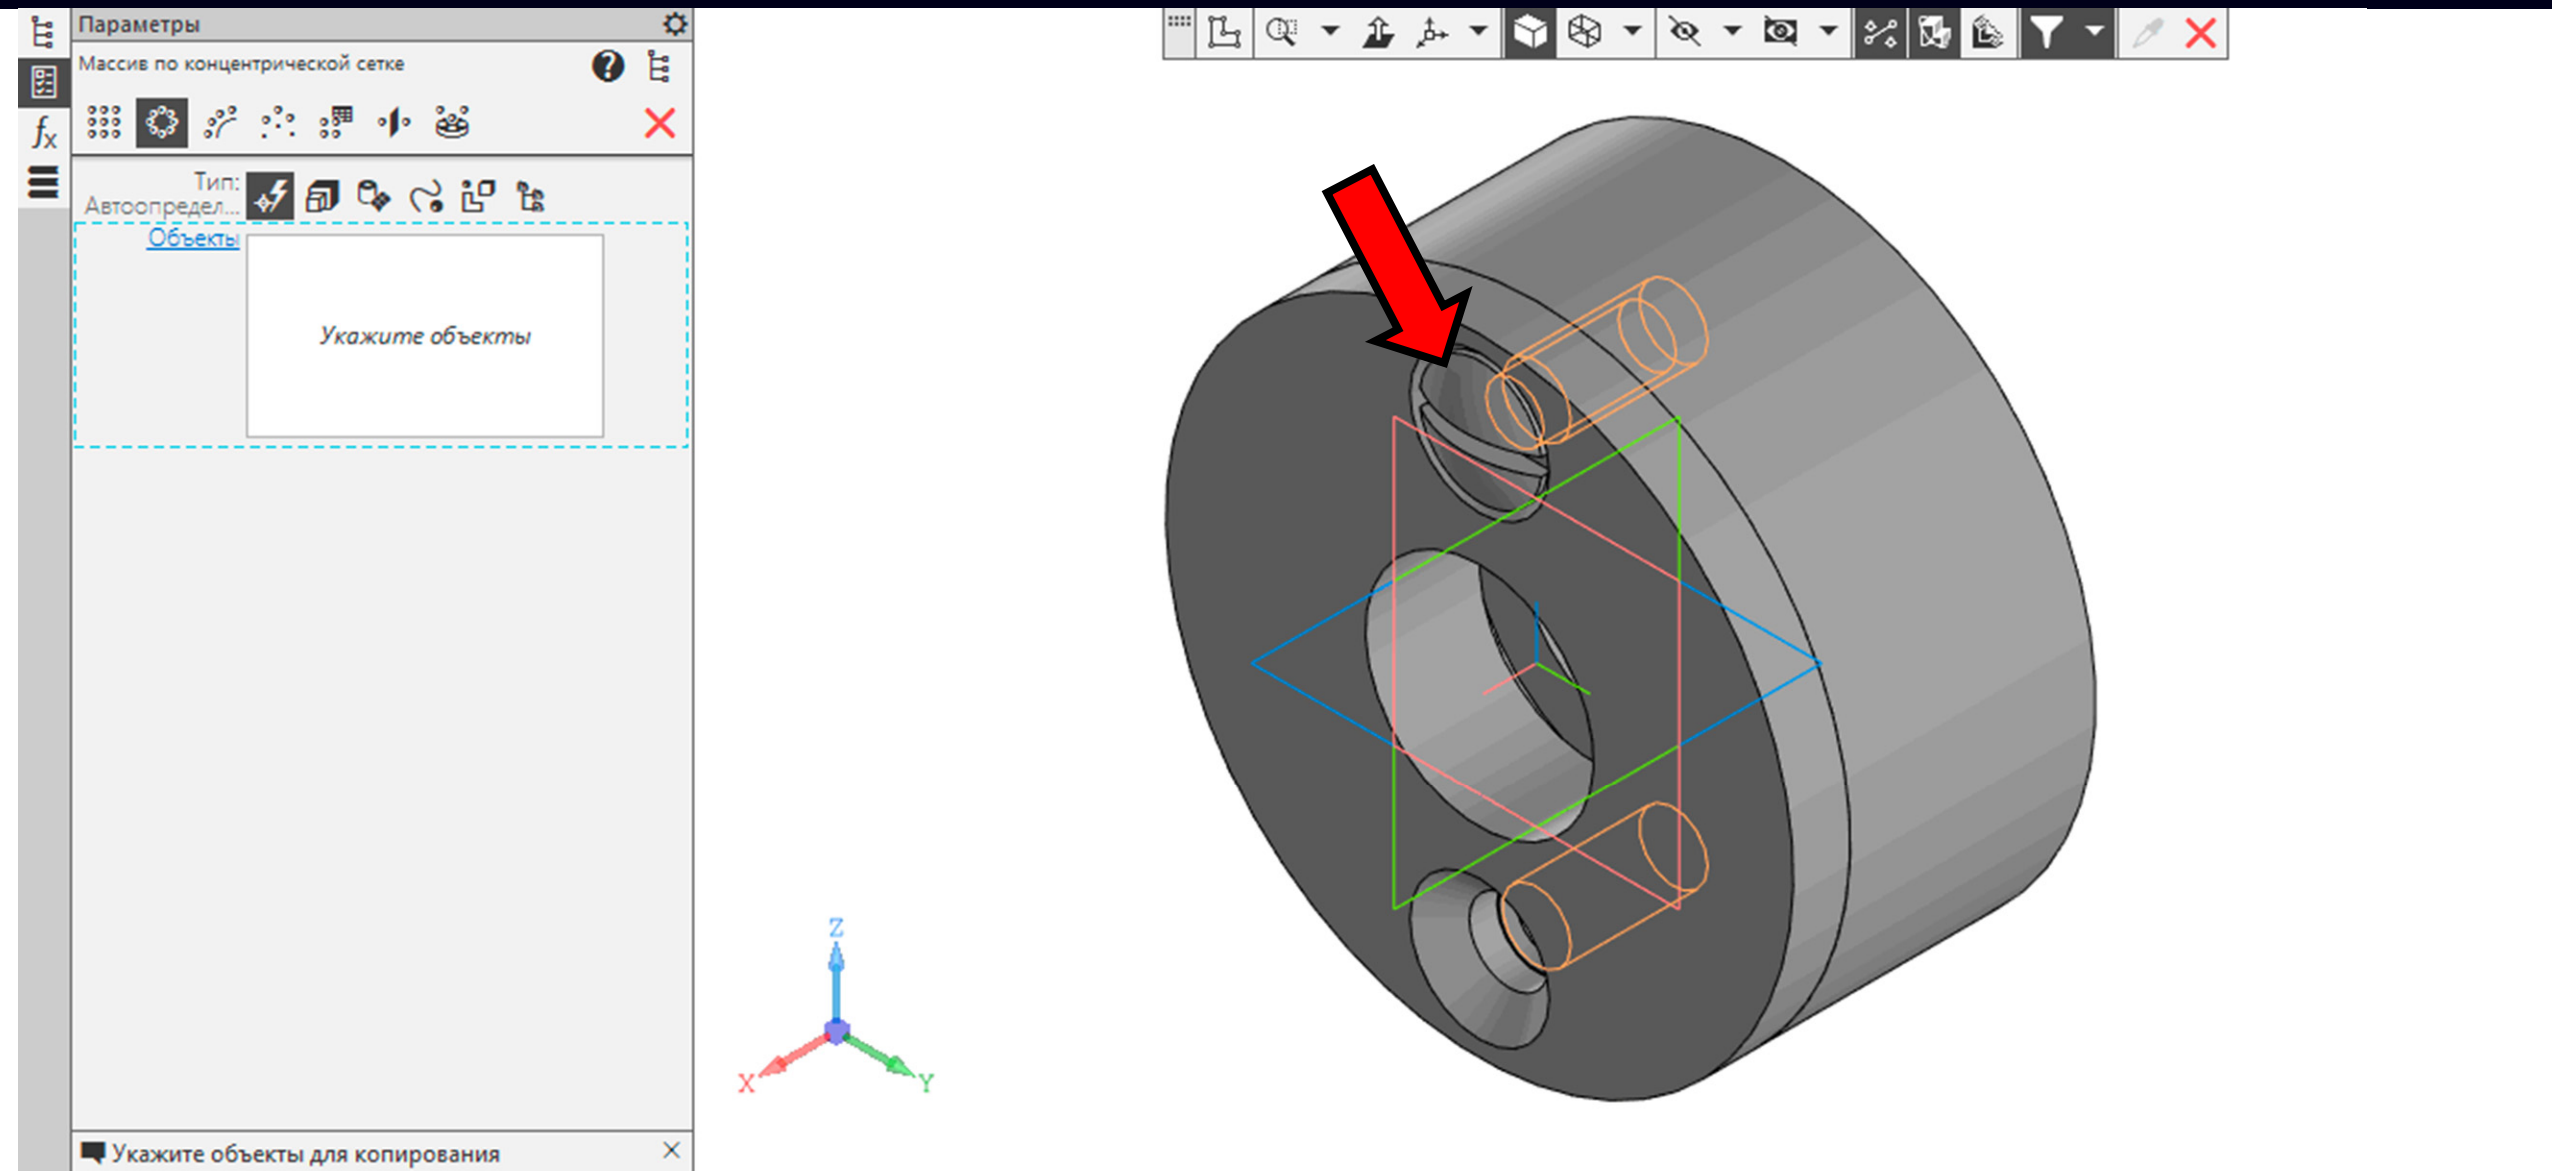 Параметры
Массив по концентрической сетке
Тип:
Автоопредел...
Объекты
Укажите объекты
Укажите объекты для копирования
Z
X
Y